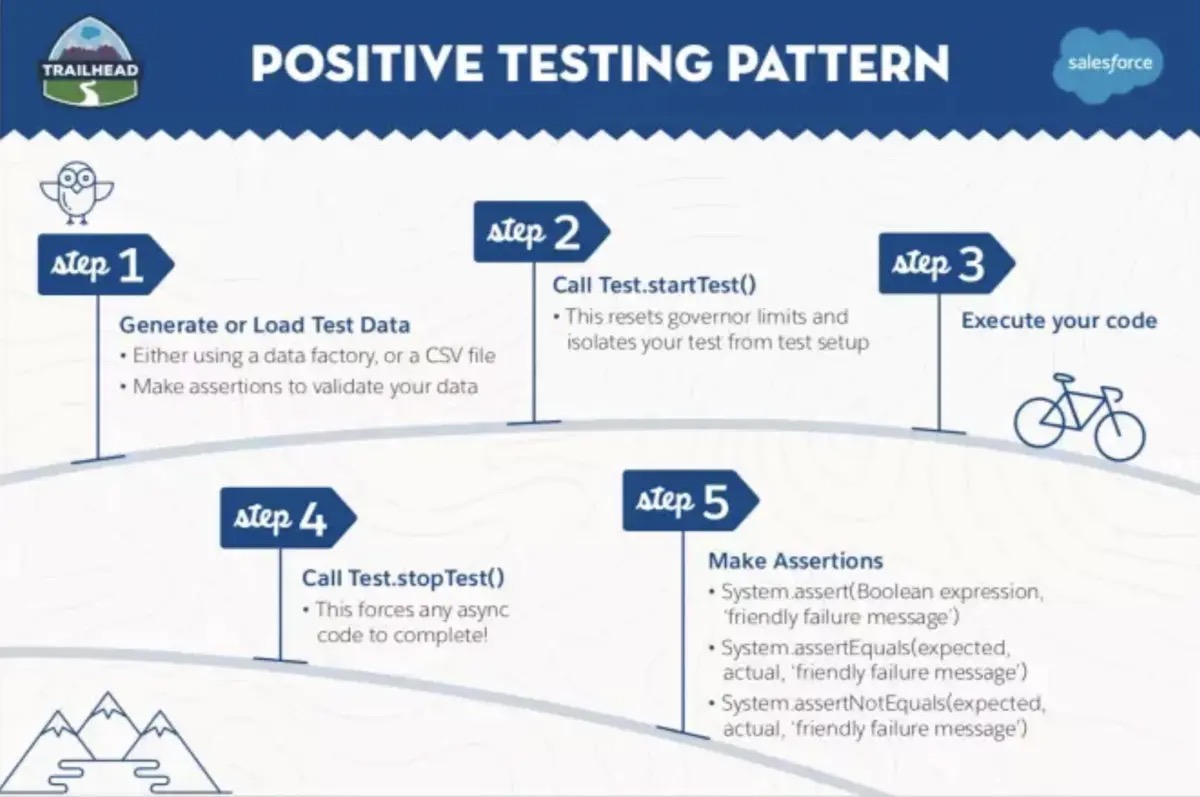 TRAILHEAD
POSITIVE TESTING PATTERN
salesforce
step 1
Generate or Load Test Data
• Either using a data factory, or a CSV file
• Make assertions to validate your data
step 2
Call Test.startTest()
• This resets governor limits and
isolates your test from test setup
step 3
Execute your code
step 4
Call Test.stopTest()
• This forces any async
code to complete!
step 5
Make Assertions
• System.assert(Boolean expression,
‘friendly failure message’)
• System.assertEquals(expected,
actual, ‘friendly failure message’)
• System.assertNotEquals(expected,
actual, ‘friendly failure message’)